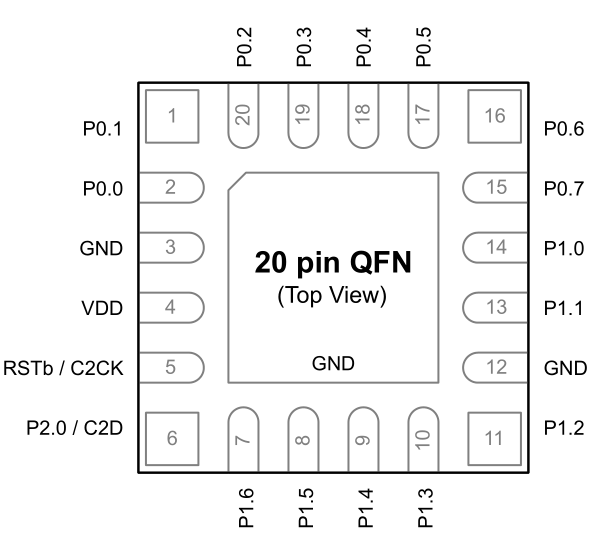 P0.2
P0.3
P0.4
P0.5
20
19
18
17
1
16
P0.1
P0.6
P0.0
2
15
P0.7
GND
3
14
P1.0
20 pin QFN
(Top View)
VDD
4
13
P1.1
RSTb / C2CK
5
GND
12
GND
P2.0 / C2D
6
11
P1.2
7
8
9
10
P1.6
P1.5
P1.4
P1.3